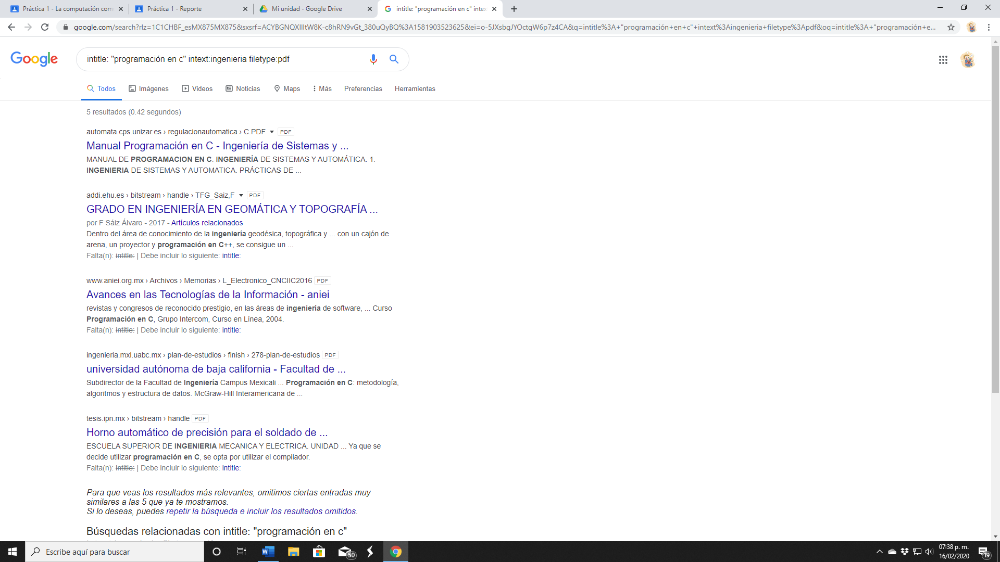 Práctica 1 - La computación com
Práctica 1 - Reporte
Mi unidad - Google Drive
intitle: "programación en c" intex
google.com/search?rlz=1C1CHBF_esMX875MX875&sxsrf=ACYBGNQXIlltW8K-c8hRN9vGt_380uQyBQ%3A1581903523625&ei=o-5JXsbgJYOctgW6p7z4CA&q=intitle%3A+"programación+en+c"+intext%3Aingenieria+filetype%3Apdf&oq=intitle%3A+"programación+e...
Google
intitle: "programación en c" intext:ingenieria filetype:pdf
Todos Imágenes Videos Noticias Maps Más Preferencias Herramientas
5 resultados (0.42 segundos)
automata.cps.unizar.es › regulacionautomatica › C.PDF PDF
Manual Programación en C - Ingeniería de Sistemas y ...
MANUAL DE PROGRAMACION EN C. INGENIERÍA DE SISTEMAS Y AUTOMÁTICA. 1.
INGENIERIA DE SISTEMAS Y AUTOMATICA. PRÁCTICAS DE ...
addi.ehu.es › bitstream › handle › TFG_Saiz,F PDF
GRADO EN INGENIERÍA EN GEOMÁTICA Y TOPOGRAFÍA ...
por F Sáiz Álvaro - 2017 - Artículos relacionados
Dentro del área de conocimiento de la ingeniería geodésica, topográfica y ... con un cajón de
arena, un proyector y programación en C++, se consigue un ...
Falta(n): intitle: | Debe incluir lo siguiente: intitle:
www.aniei.org.mx › Archivos › Memorias › L_Electronico_CNCIIC2016 PDF
Avances en las Tecnologías de la Información - aniei
revistas y congresos de reconocido prestigio, en las áreas de ingeniería de software, ... Curso
Programación en C, Grupo Intercom, Curso en Línea, 2004.
Falta(n): intitle: | Debe incluir lo siguiente: intitle:
ingenieria.mxl.uabc.mx › plan-de-estudios › finish › 278-plan-de-estudios PDF
universidad autónoma de baja california - Facultad de ...
Subdirector de la Facultad de Ingeniería Campus Mexicali ... Programación en C: metodología,
algoritmos y estructura de datos. McGraw-Hill Interamericana de ...
tesis.ipn.mx › bitstream › handle PDF
Horno automático de precisión para el soldado de ...
ESCUELA SUPERIOR DE INGENIERIA MECANICA Y ELECTRICA. UNIDAD ... Ya que se
decide utilizar programación en C, se opta por utilizar el compilador.
Falta(n): intitle: | Debe incluir lo siguiente: intitle:
Para que veas los resultados más relevantes, omitimos ciertas entradas muy
similares a las 5 que ya te mostramos.
Si lo deseas, puedes repetir la búsqueda e incluir los resultados omitidos.
Búsquedas relacionadas con intitle: "programación en c"
Escribe aquí para buscar
50
07:38 p. m.
16/02/2020
19